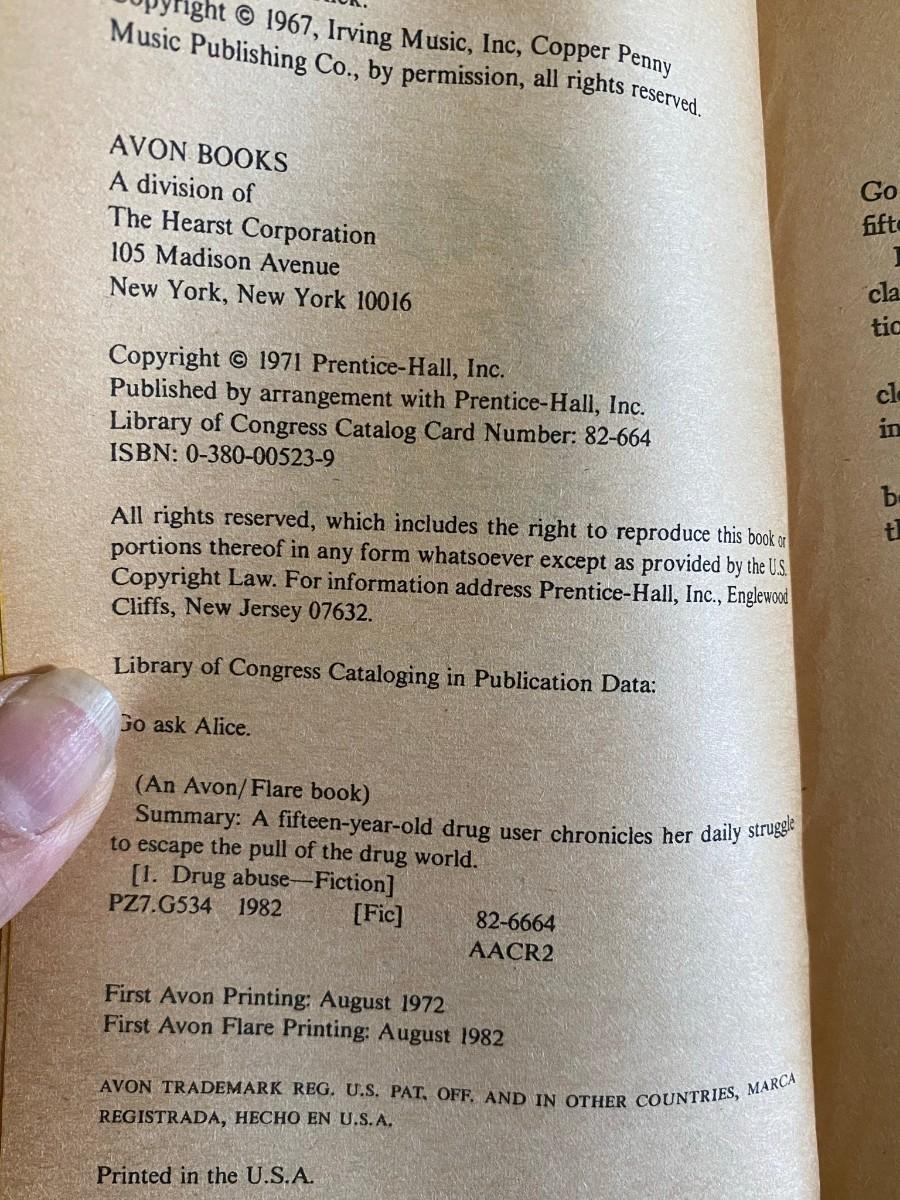 Copyright © 1967, Irving Music, Inc, Copper Penny
Music Publishing Co., by permission, all rights reserved.
AVON BOOKS
A division of
The Hearst Corporation
105 Madison Avenue
New York, New York 10016
Copyright © 1971 Prentice-Hall, Inc.
Published by arrangement with Prentice-Hall, Inc.
Library of Congress Catalog Card Number: 82-664
ISBN: 0-380-00523-9
All rights reserved, which includes the right to reproduce this book or
portions thereof in any form whatsoever except as provided by the U.S.
Copyright Law. For information address Prentice-Hall, Inc., Englewood
Cliffs, New Jersey 07632.
Library of Congress Cataloging in Publication Data:
Go ask Alice.
(An Avon/Flare book)
Summary: A fifteen-year-old drug user chronicles her daily struggle
to escape the pull of the drug world.
[1. Drug abuse—Fiction]
PZ7.G534 1982 [Fic] 82-6664
AACR2
First Avon Printing: August 1972
First Avon Flare Printing: August 1982
AVON TRADEMARK REG. U.S. PAT. OFF. AND IN OTHER COUNTRIES, MARCA
REGISTRADA, HECHO EN U.S.A.
Printed in the U.S.A.
Go